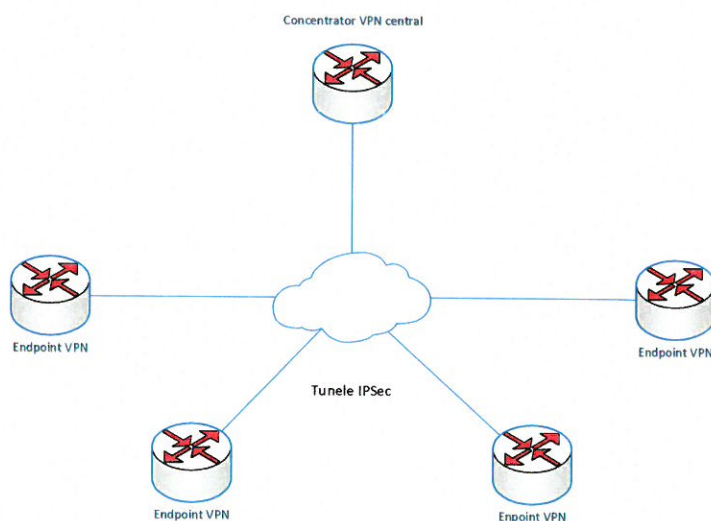 Concentrator VPN central
Endpoint VPN
Endpoint VPN
Tunele IPSec
Endpoint VPN
Enpoint VPN